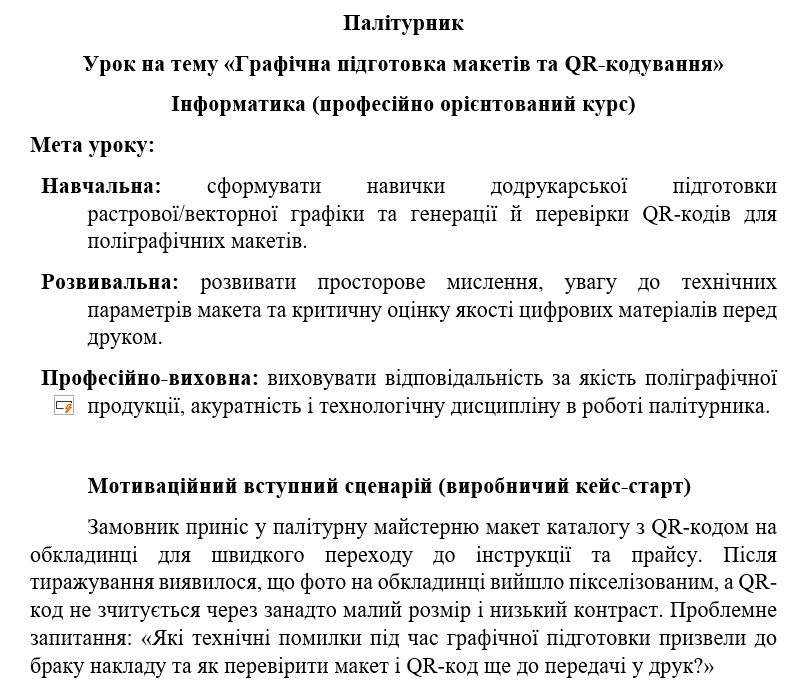 Палітурник
Урок на тему «Графічна підготовка макетів та QR-кодування»
Інформатика (професійно орієнтований курс)
Мета уроку:
Навчальна: сформувати навички додрукарської підготовки
растрової/векторної графіки та генерації й перевірки QR-кодів для
поліграфічних макетів.
Розвивальна: розвивати просторове мислення, увагу до технічних
параметрів макета та критичну оцінку якості цифрових матеріалів перед
друком.
Професійно-виховна: виховувати відповідальність за якість поліграфічної
продукції, акуратність і технологічну дисципліну в роботі палітурника.
Мотиваційний вступний сценарій (виробничий кейс-старт)
Замовник приніс у палітурну майстерню макет каталогу з QR-кодом на
обкладинці для швидкого переходу до інструкції та прайсу. Після
тиражування виявилося, що фото на обкладинці вийшло пікселізованим, а QR-
код не зчитується через занадто малий розмір і низький контраст. Проблемне
запитання: «Які технічні помилки під час графічної підготовки призвели до
браку накладу та як перевірити макет і QR-код ще до передачі у друк?»